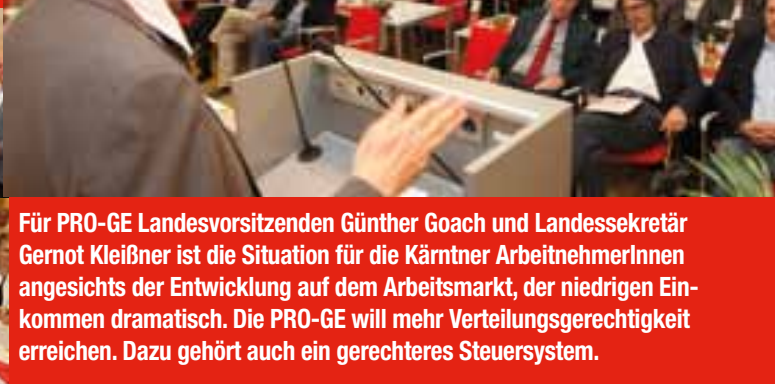 Für PRO-GE Landesvorsitzenden Günther Goach und Landessekretär
Gernot Kleißner ist die Situation für die Kärntner ArbeitnehmerInnen
angesichts der Entwicklung auf dem Arbeitsmarkt, der niedrigen Ein-
kommen dramatisch. Die PRO-GE will mehr Verteilungsgerechtigkeit
erreichen. Dazu gehört auch ein gerechteres Steuersystem.